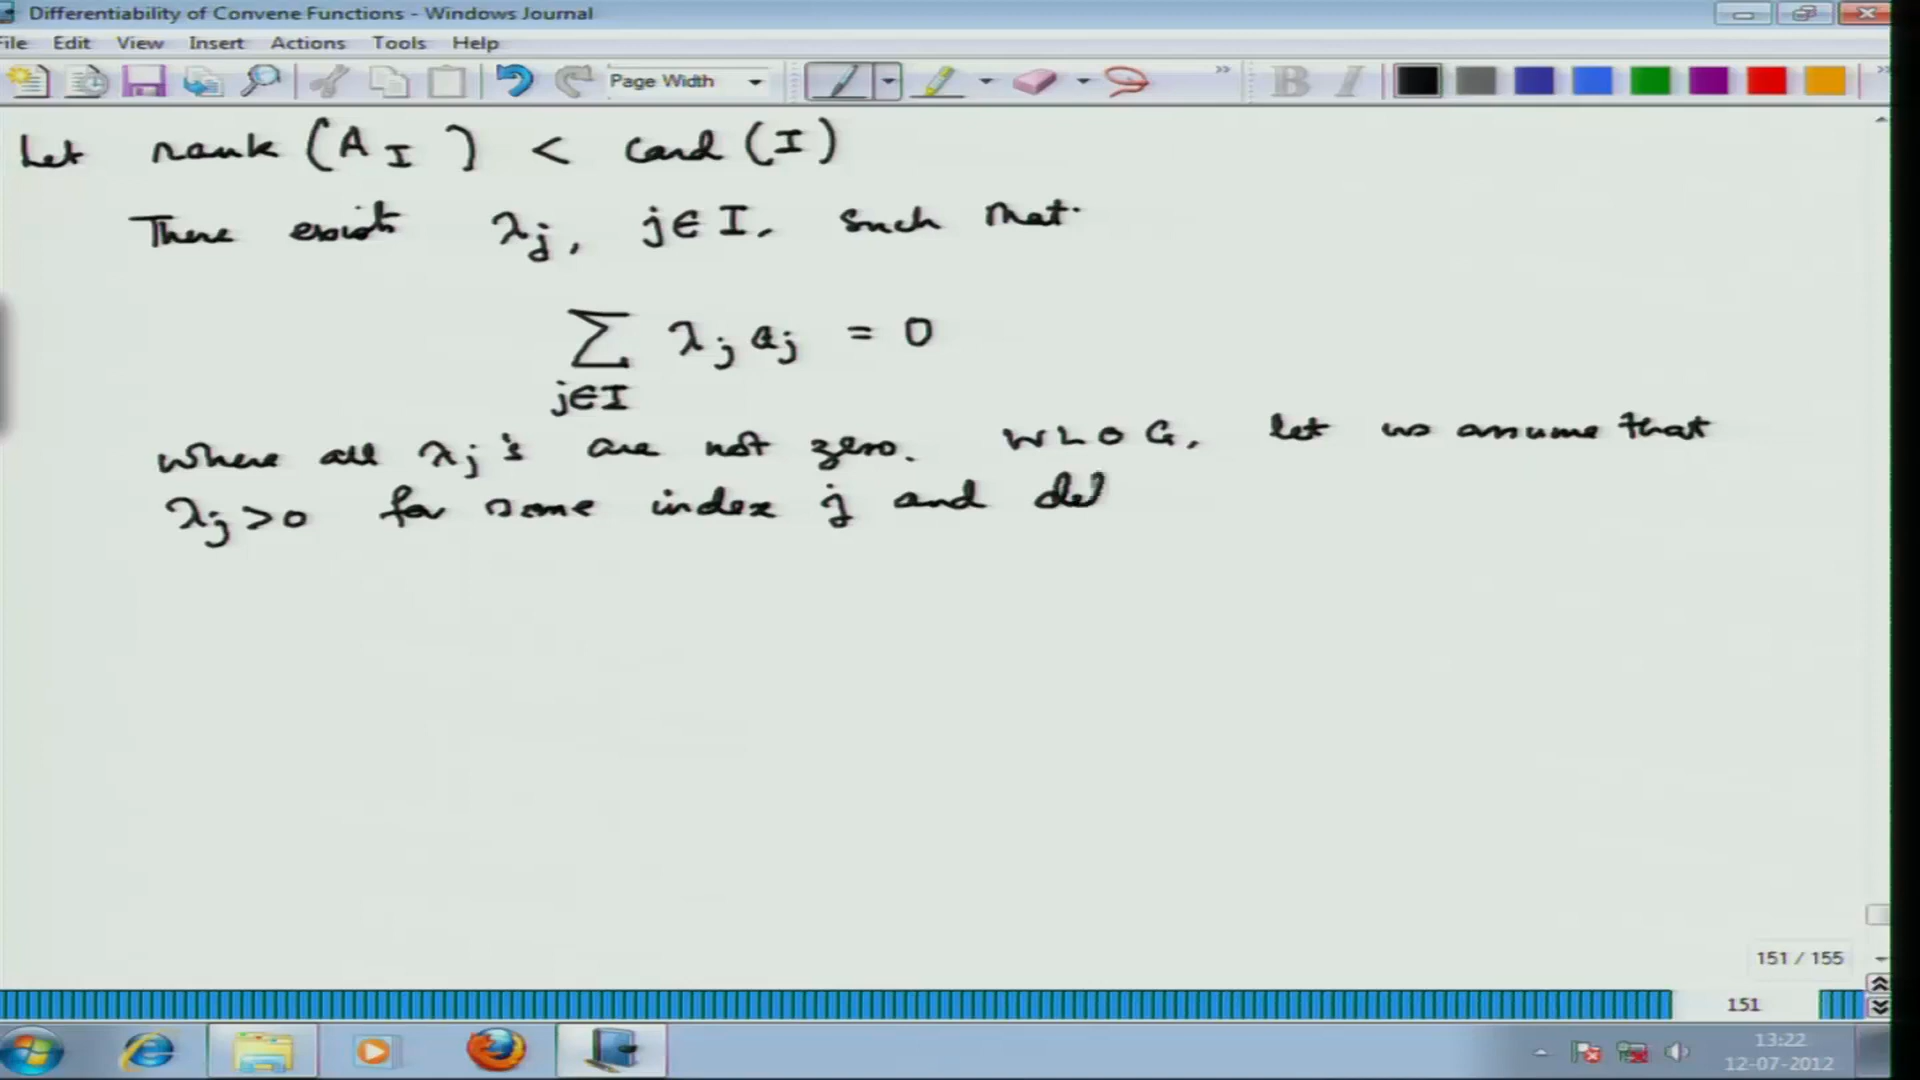 Differentiability of Convene Functions - Windows Journal
File Edit View Insert Actions Tools Help
Page Width
B I
Let rank (A_I) < card (I)
There exists λ_j, j∈I, such that
∑ λ_j a_j = 0
j∈I
where all λ_j's are not zero. WLOG, let us assume that
λ_j > 0 for some index j and def
151 / 155
151
13:22
12-07-2012